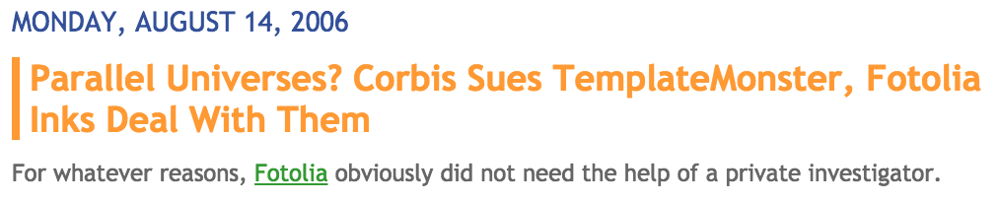 MONDAY, AUGUST 14, 2006
Parallel Universes? Corbis Sues TemplateMonster, Fotolia
Inks Deal With Them
For whatever reasons, Fotolia obviously did not need the help of a private investigator.